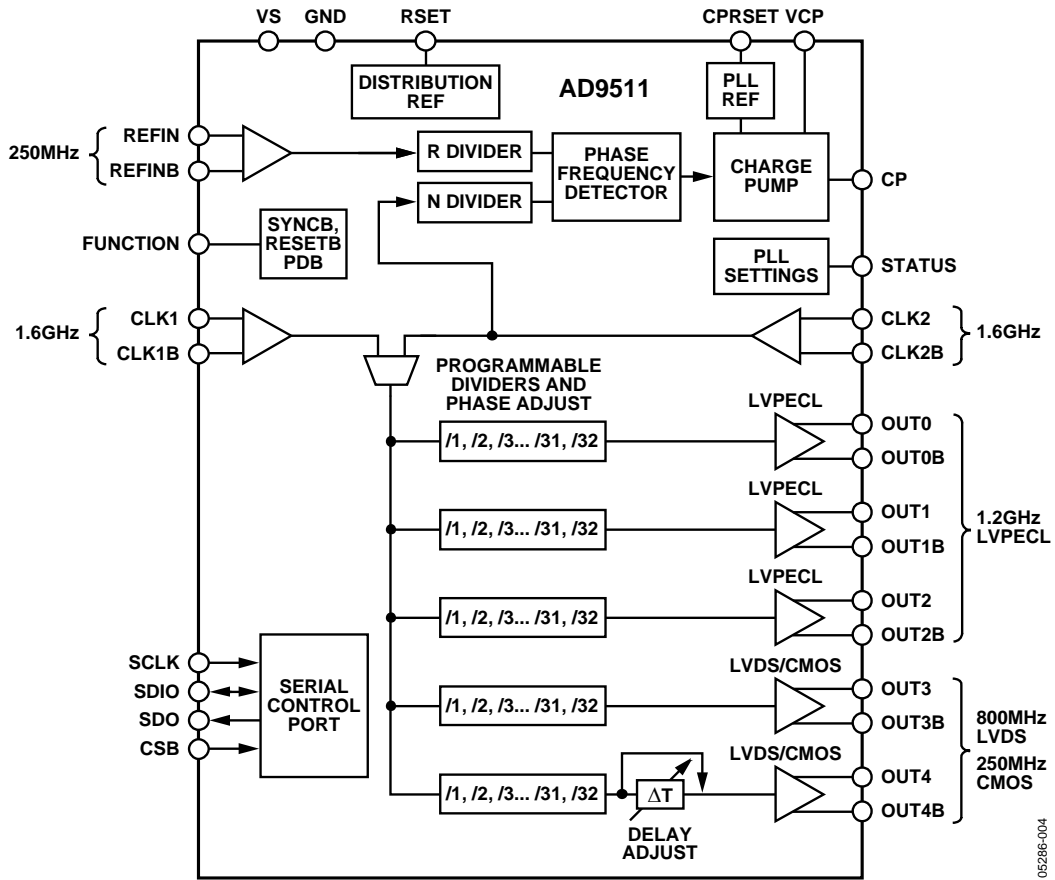 VS
GND
RSET
CPRSET
VCP
DISTRIBUTION
REF
AD9511
PLL
REF
250MHz
REFIN
REFINB
R DIVIDER
N DIVIDER
PHASE
FREQUENCY
DETECTOR
CHARGE
PUMP
CP
FUNCTION
SYNCB,
RESETB
PDB
PLL
SETTINGS
STATUS
1.6GHz
CLK1
CLK1B
CLK2
CLK2B
1.6GHz
PROGRAMMABLE
DIVIDERS AND
PHASE ADJUST
/1, /2, /3... /31, /32
LVPECL
OUT0
OUT0B
/1, /2, /3... /31, /32
LVPECL
OUT1
OUT1B
1.2GHz
LVPECL
/1, /2, /3... /31, /32
LVPECL
OUT2
OUT2B
SCLK
SDIO
SDO
CSB
SERIAL
CONTROL
PORT
/1, /2, /3... /31, /32
LVDS/CMOS
OUT3
OUT3B
800MHz
LVDS
250MHz
CMOS
/1, /2, /3... /31, /32
ΔT
DELAY
ADJUST
LVDS/CMOS
OUT4
OUT4B
05286-004